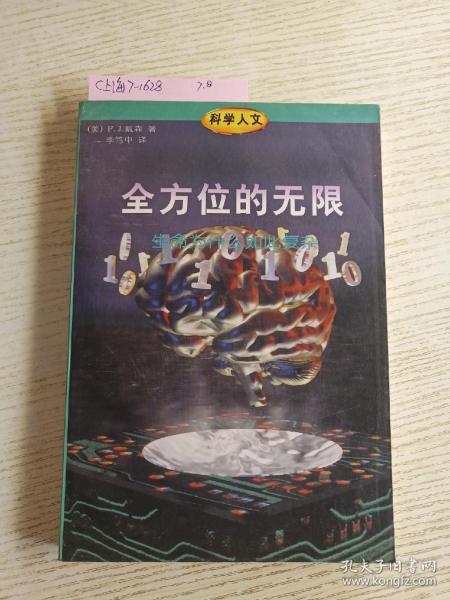 C上海7-1628 7.8
科学人文
(美) F.J.戴森 著
李笃中 译
全方位的无限
生命为什么如此复杂
孔夫子旧书网
www.kongfz.com